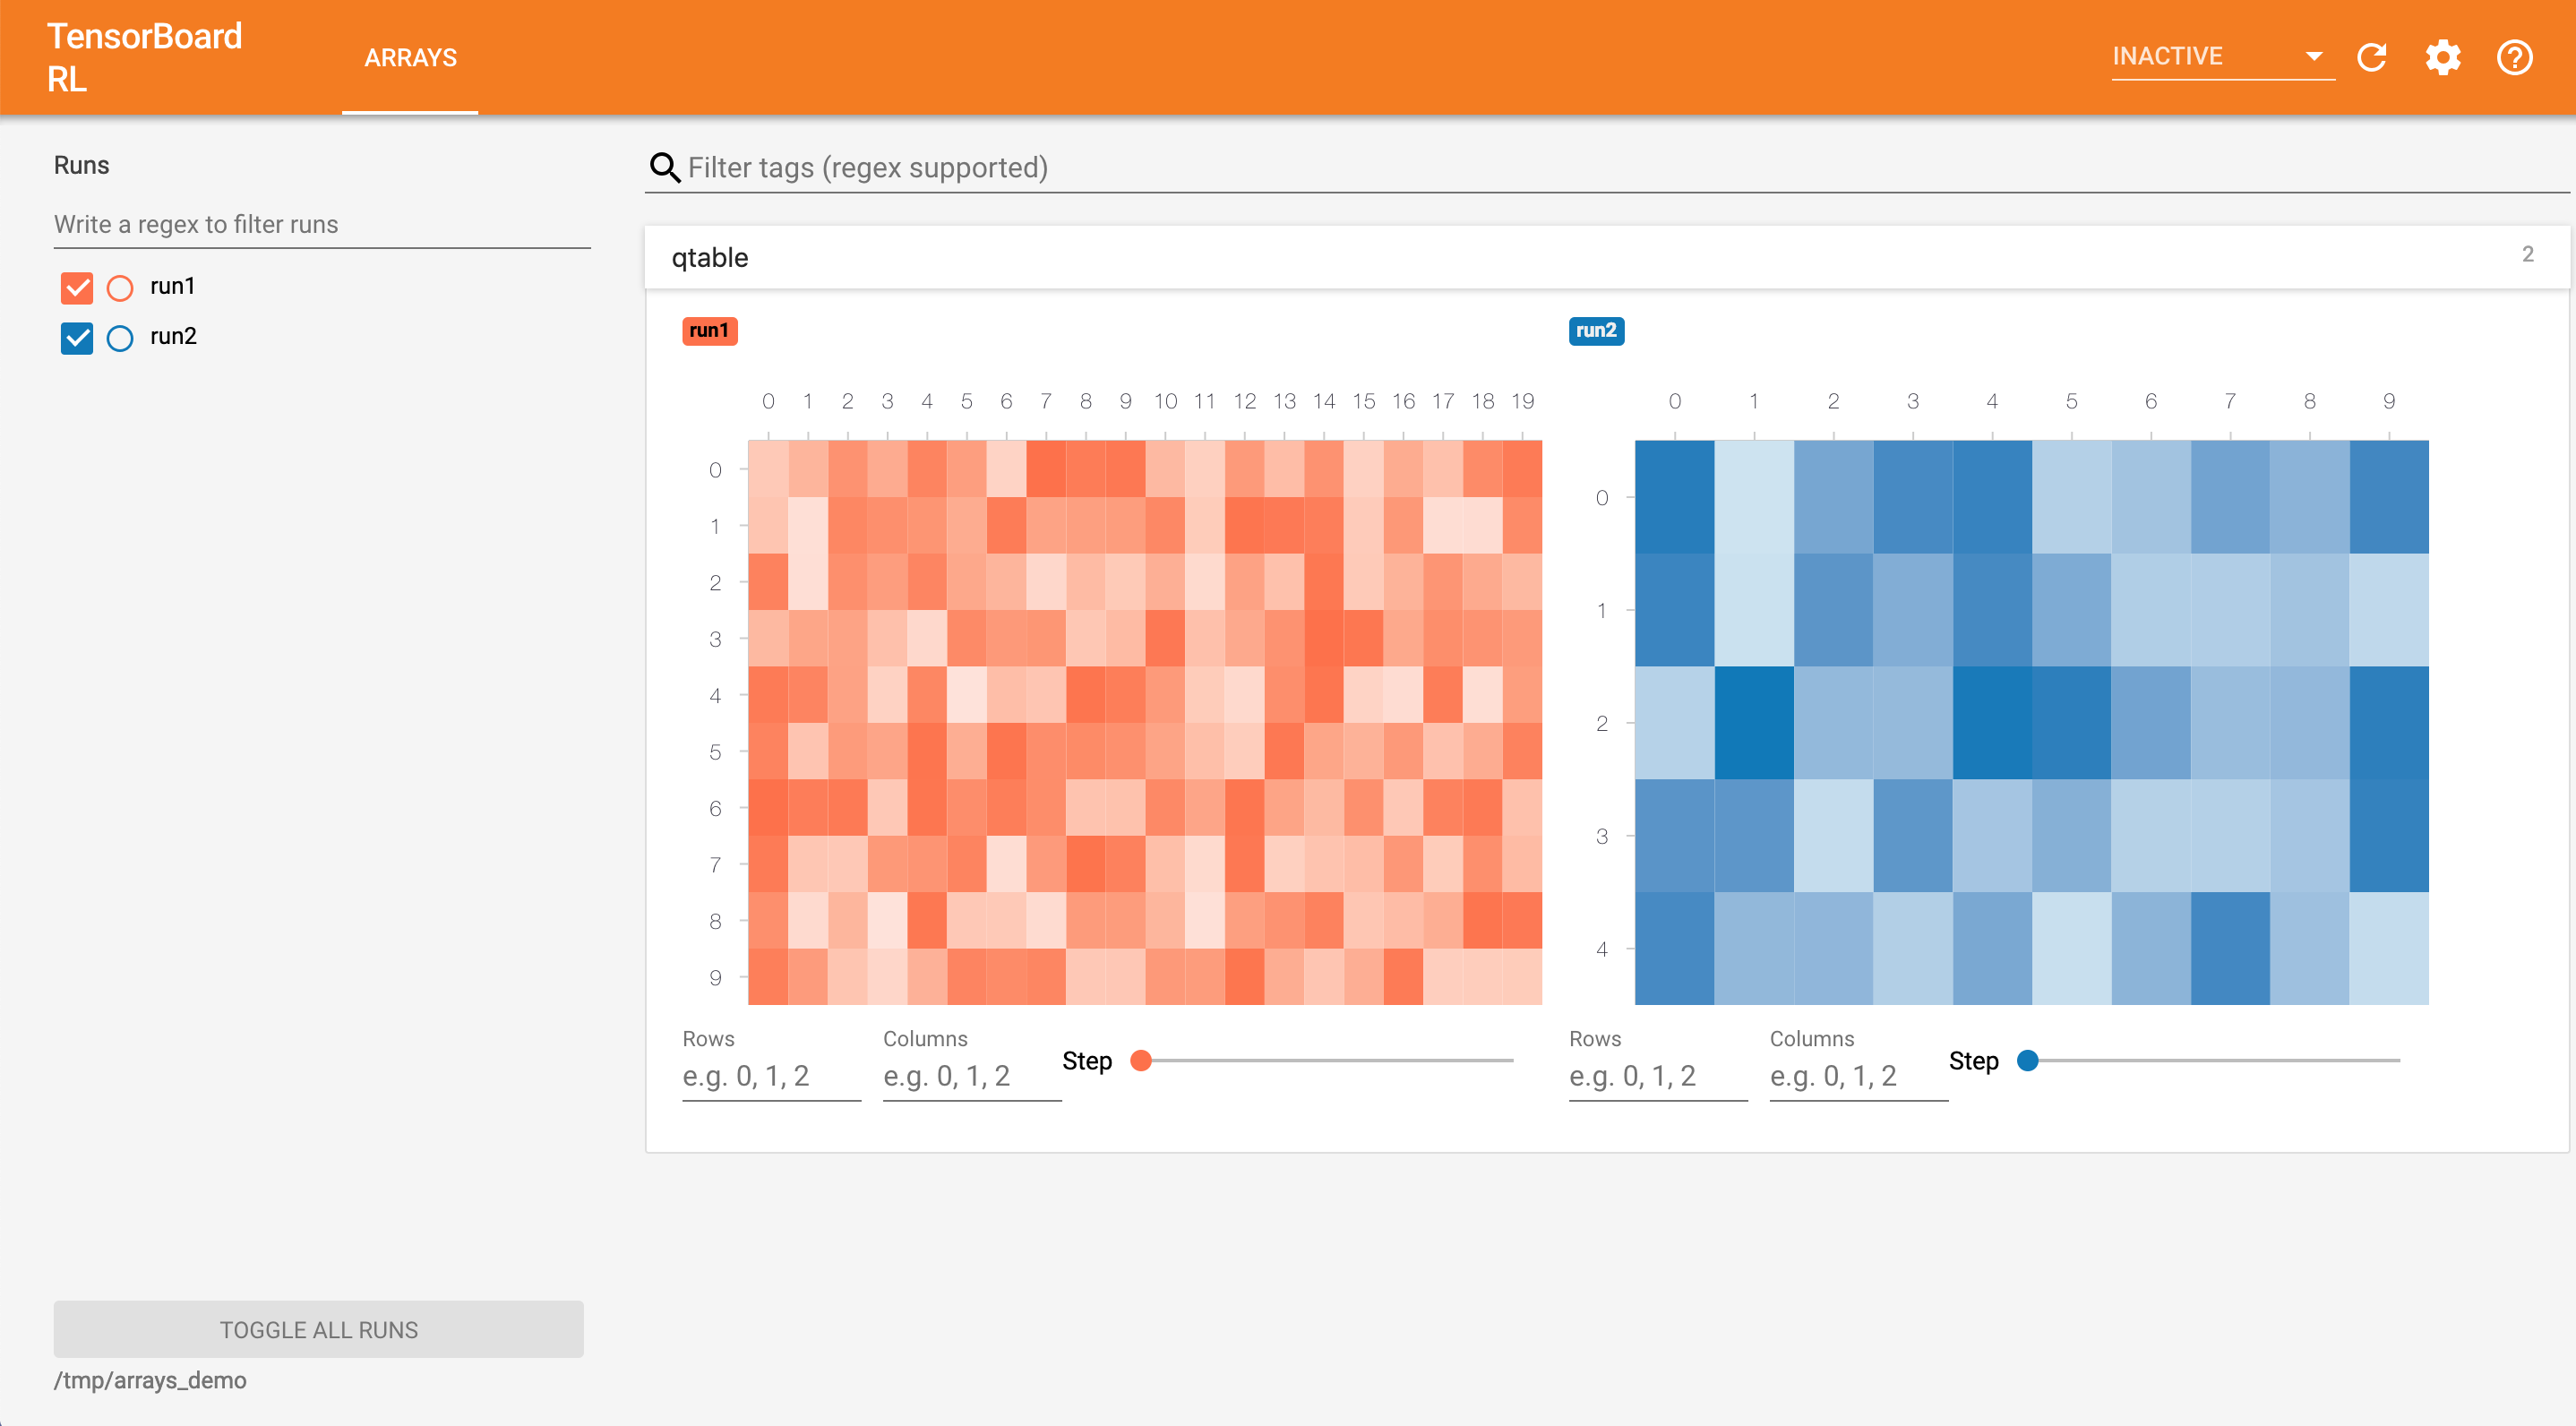 TensorBoard
RL
ARRAYS
INACTIVE
Runs
Write a regex to filter runs
run1
run2
Filter tags (regex supported)
qtable
2
run1
0 1 2 3 4 5 6 7 8 9 10 11 12 13 14 15 16 17 18 19
0
1
2
3
4
5
6
7
8
9
Rows
e.g. 0, 1, 2
Columns
e.g. 0, 1, 2
Step
run2
0 1 2 3 4 5 6 7 8 9
0
1
2
3
4
Rows
e.g. 0, 1, 2
Columns
e.g. 0, 1, 2
Step
TOGGLE ALL RUNS
/tmp/arrays_demo